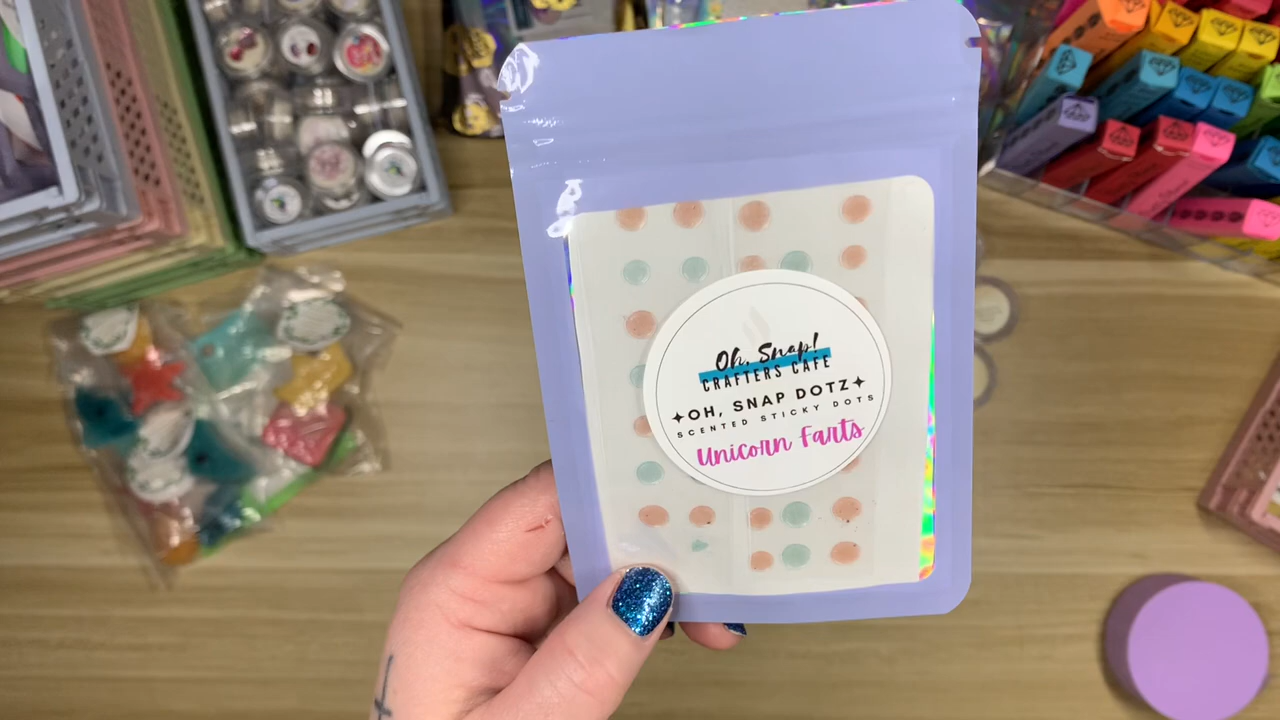 Oh, Snap!
CRAFTERS CAFE
✦OH, SNAP DOTZ✦
SCENTED STICKY DOTS
Unicorn Farts